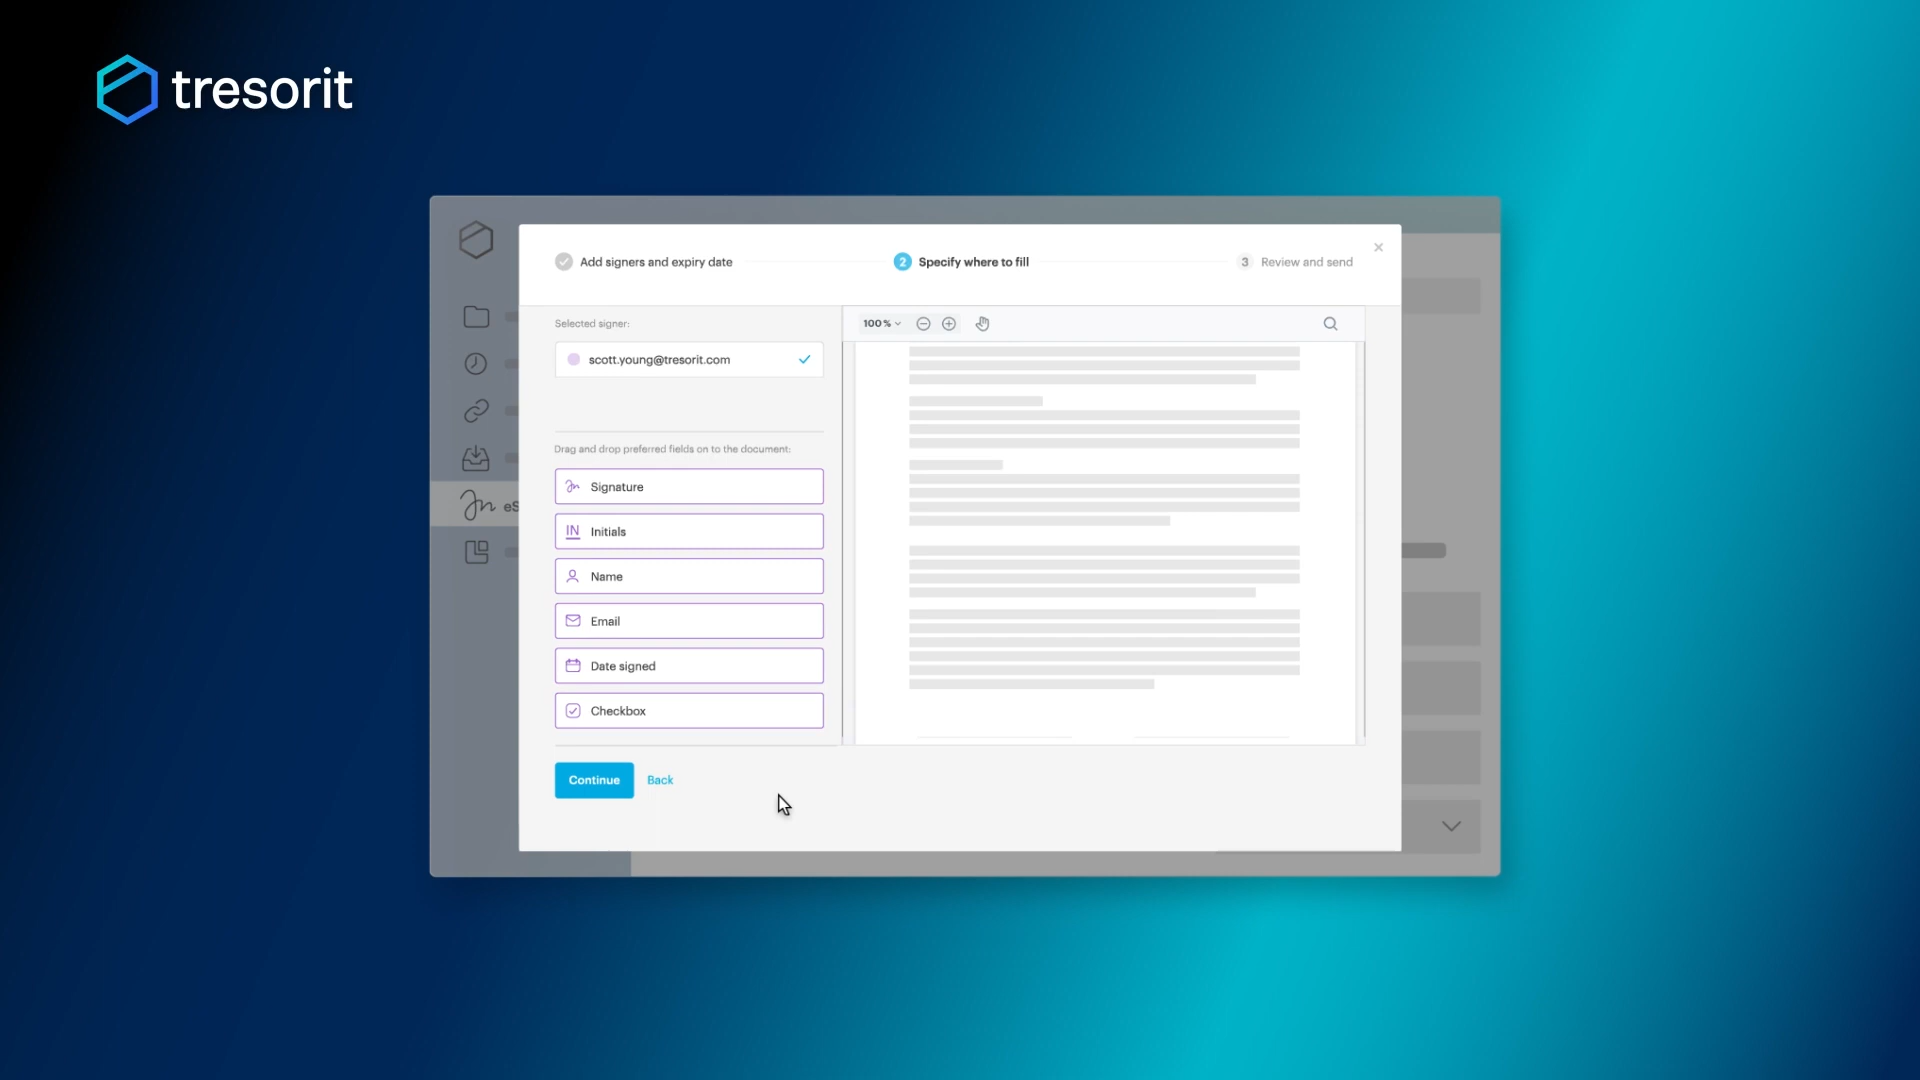 tresorit
Add signers and expiry date
2 Specify where to fill
3 Review and send
Selected signer:
100%
scott.young@tresorit.com
Drag and drop preferred fields on to the document:
Signature
eS
IN Initials
Name
Email
Date signed
Checkbox
Continue
Back